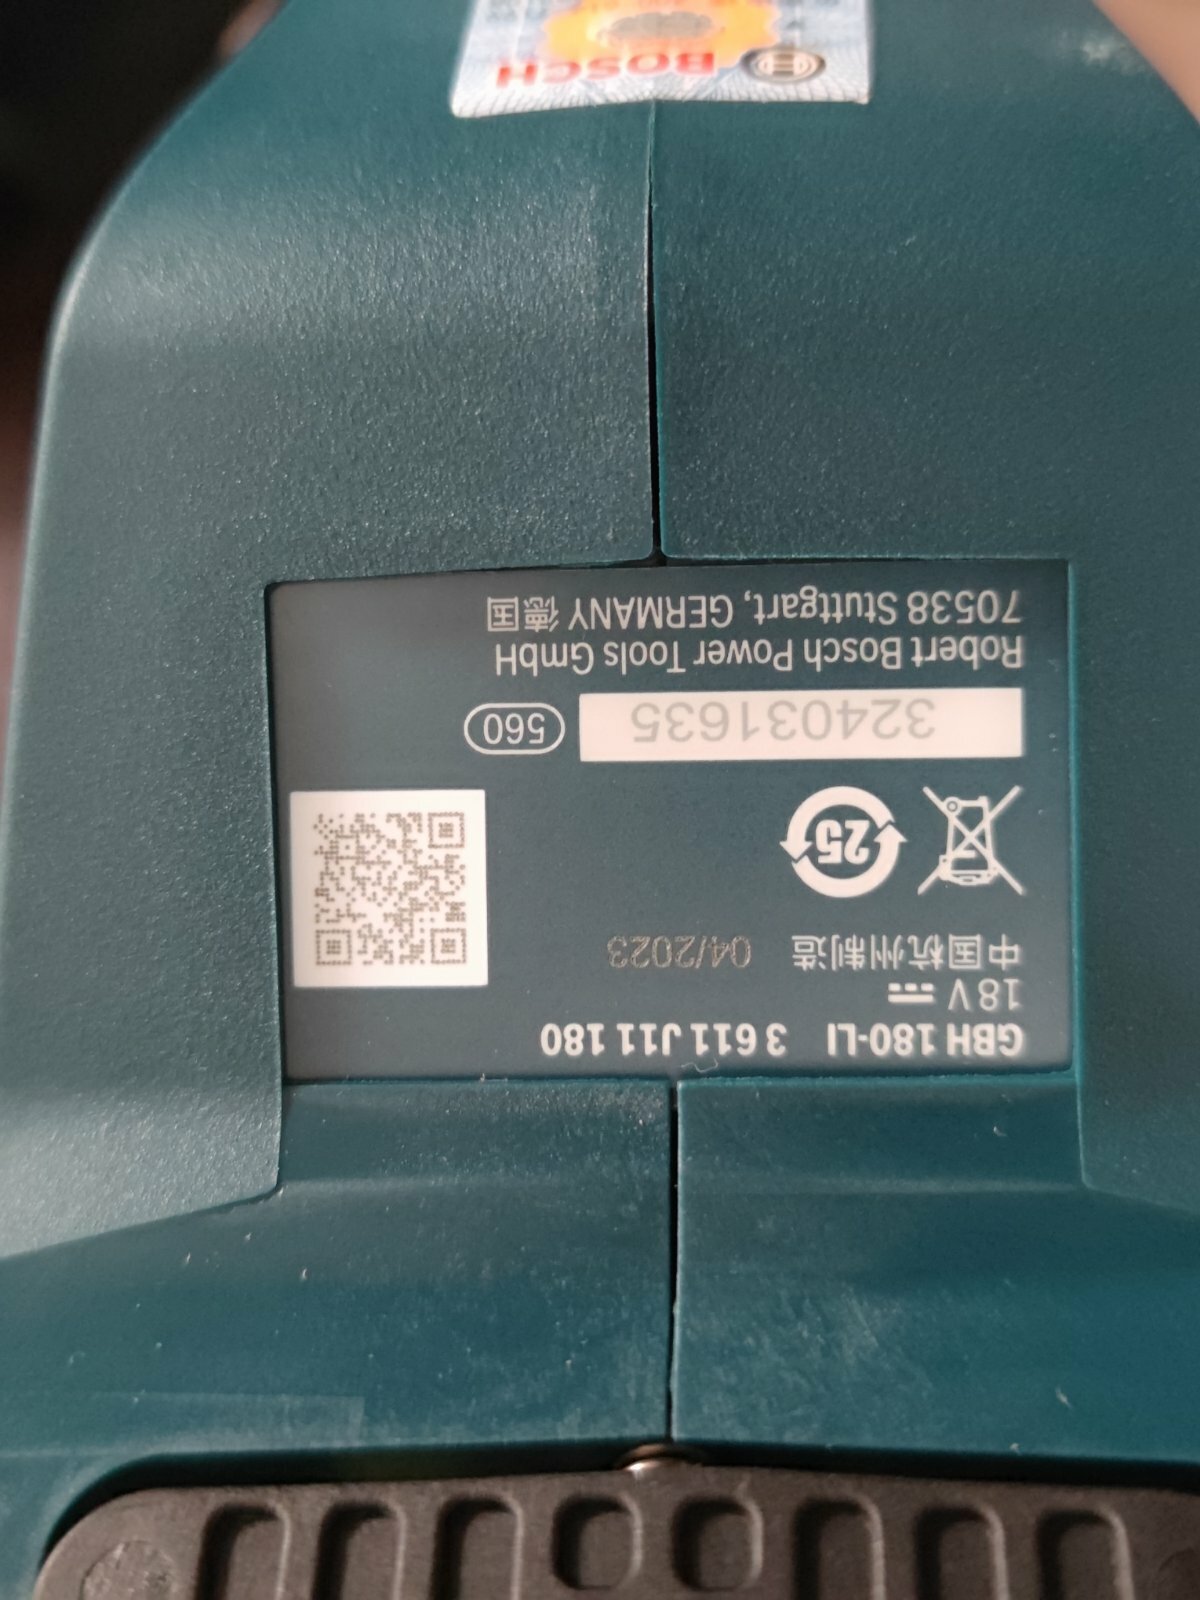 GBH 180-LI 3 611 J11 180
18 V
中国杭州制造 04/2023
25
324031635 560
Robert Bosch Power Tools GmbH
70538 Stuttgart, GERMANY 德国
BOSCH